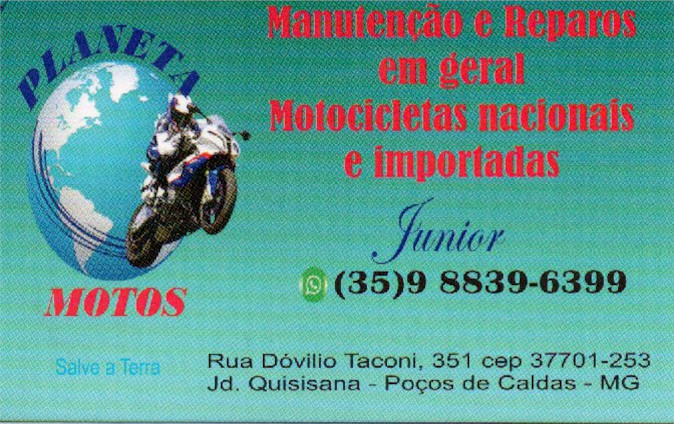 PLANETA
MOTOS
Manutenção e Reparos
em geral
Motocicletas nacionais
e importadas
Junior
(35)9 8839-6399
Salve a Terra
Rua Dóvilio Taconi, 351 cep 37701-253
Jd. Quisisana - Poços de Caldas - MG